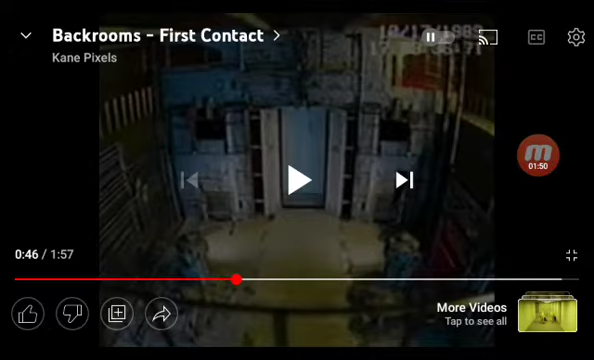 Backrooms - First Contact
Kane Pixels
CC
01:50
0:46 / 1:57
More Videos
Tap to see all